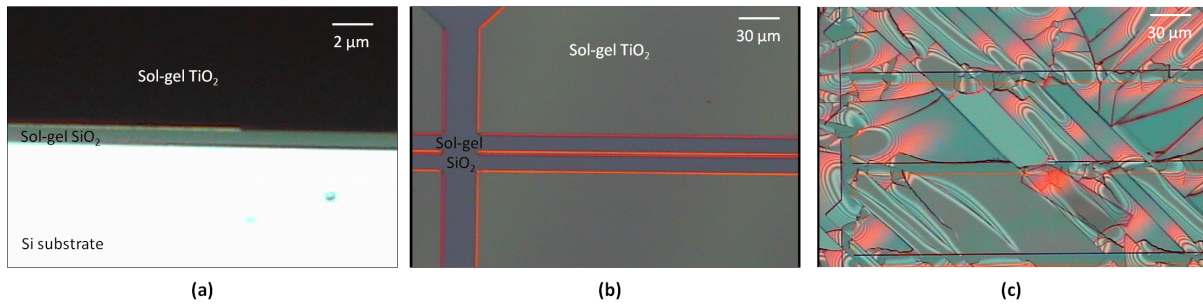 2 µm
Sol-gel TiO₂
Sol-gel SiO₂
Si substrate
(a)
30 µm
Sol-gel TiO₂
Sol-gel
SiO₂
(b)
30 µm
(c)